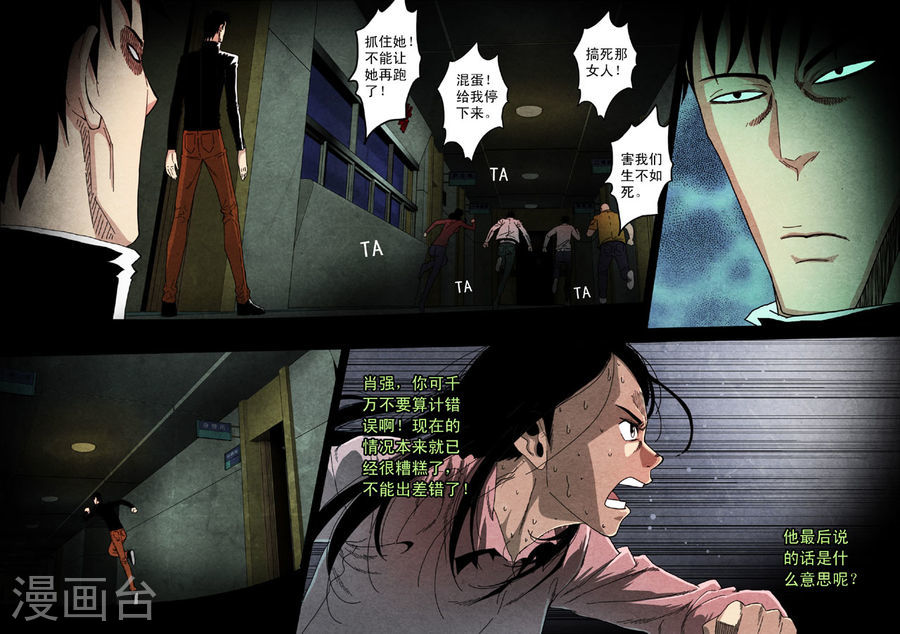 抓住她！
不能让
她再跑
了！
混蛋！
给我停
下来。
搞死那
女人！
害我们
生不如
死
TA
TA
TA
TA
肖强，你可千
万不要算计错
误啊！现在的
情况本来就已
经很糟糕了，
不能出差错了！
他最后说
的话是什
么意思呢？
漫画台